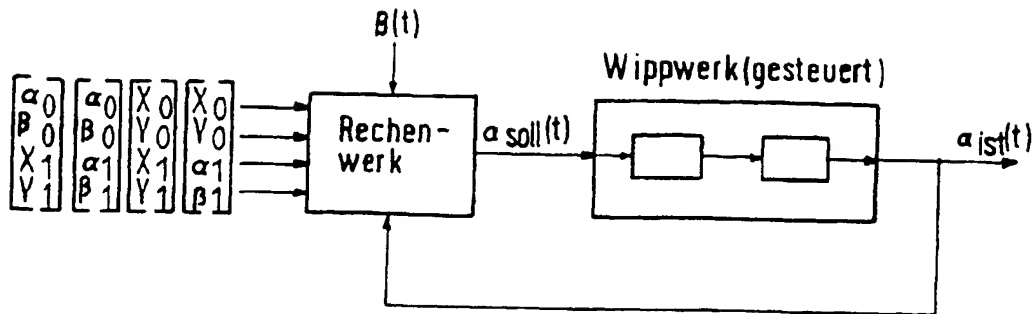 β(t)
Wippwerk(gesteuert)
α0 α0 X0 X0
β0 β0 Y0 Y0
X1 α1 X1 α1
Y1 β1 Y1 β1
Rechen-
werk
α soll(t)
α ist(t)